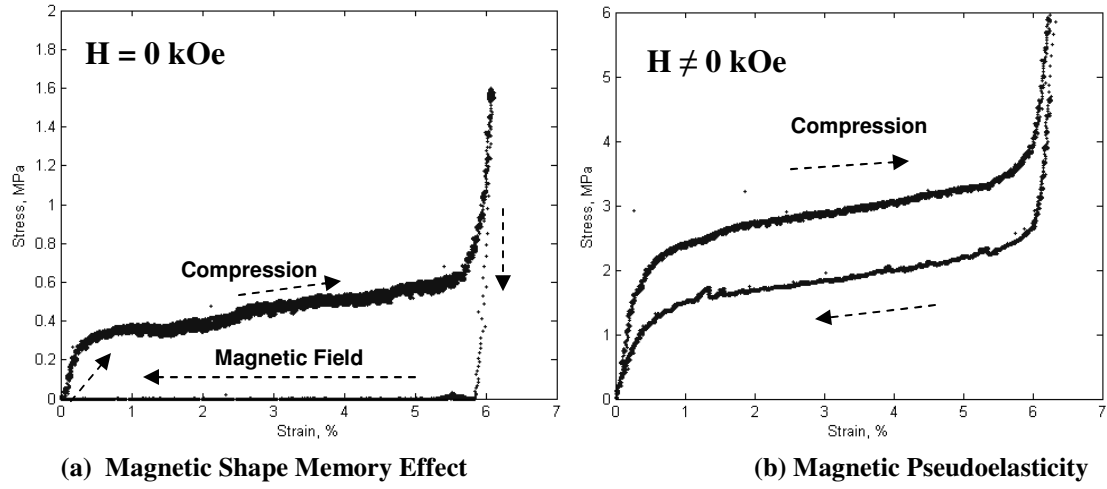 H = 0 kOe
Compression
Magnetic Field
Stress, MPa
2
1.8
1.6
1.4
1.2
1
0.8
0.6
0.4
0.2
0
0 1 2 3 4 5 6 7
Strain, %
(a) Magnetic Shape Memory Effect
H ≠ 0 kOe
Compression
Stress, MPa
6
5
4
3
2
1
0
0 1 2 3 4 5 6 7
Strain, %
(b) Magnetic Pseudoelasticity